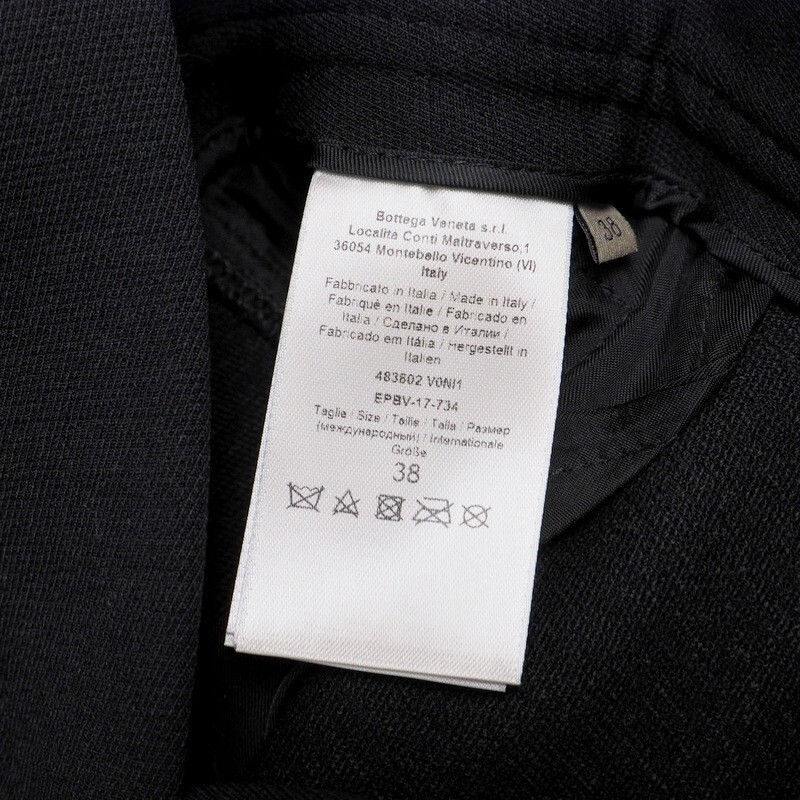 Bottega Veneta s.r.l.
Localita Conti Maltraverso,1
36054 Montebello Vicentino (VI)
Italy
Fabbricato in Italia / Made in Italy /
Fabriqué en Italie / Fabricado en
Italia / Сделано в Италии /
Fabricado em Itália / Hergestellt in
Italien
483802 V0NI1
EPBV-17-734
Taglia / Size / Taille / Talla / Размер
(международный) / Internationale
Größe
38
38